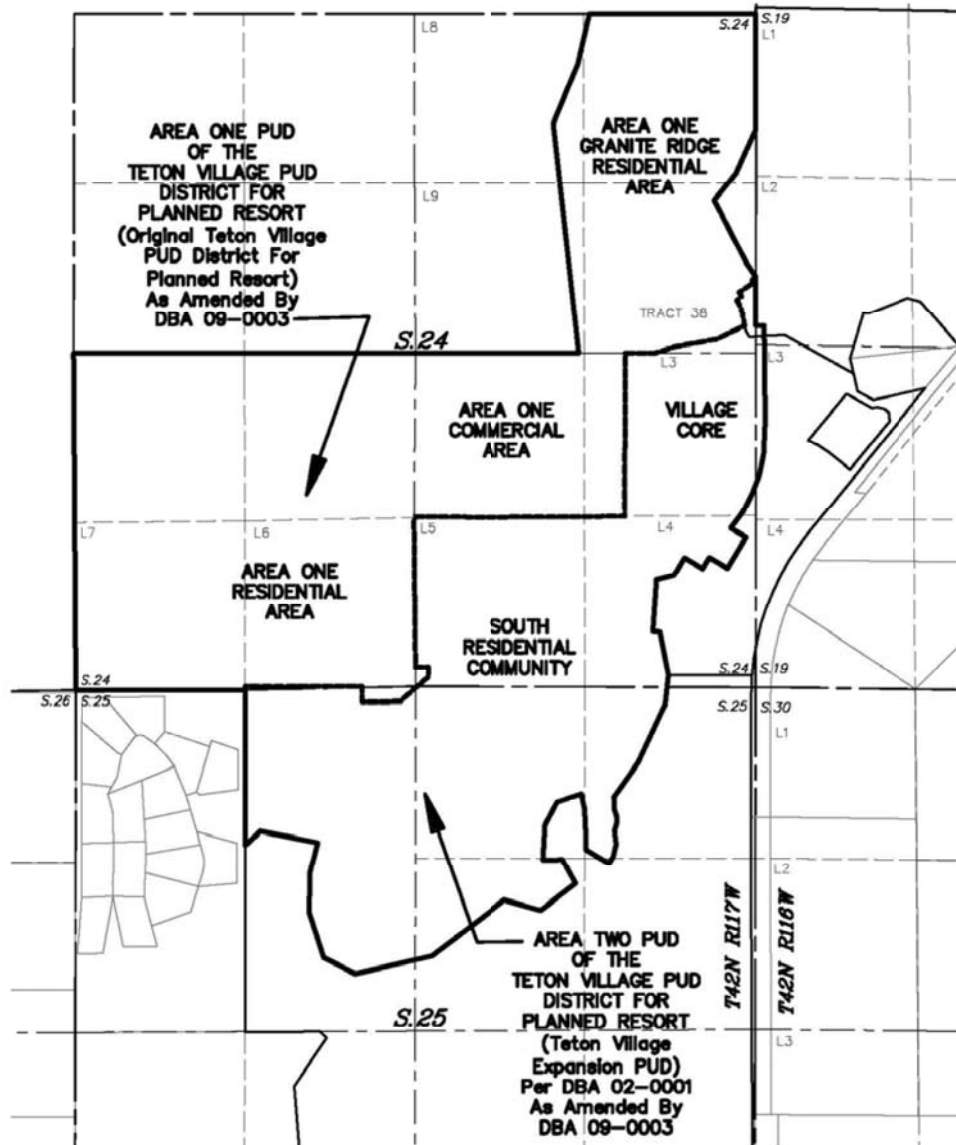 L8
S.24
S.19
L1
AREA ONE PUD
OF THE
TETON VILLAGE PUD
DISTRICT FOR
PLANNED RESORT
(Original Teton Village
PUD District For
Planned Resort)
As Amended By
DBA 09-0003
AREA ONE
GRANITE RIDGE
RESIDENTIAL
AREA
L9
L2
TRACT 38
S.24
L3
L3
AREA ONE
COMMERCIAL
AREA
VILLAGE
CORE
L7
L6
L5
L4
L4
AREA ONE
RESIDENTIAL
AREA
SOUTH
RESIDENTIAL
COMMUNITY
S.24
S.24
S.19
S.26
S.25
S.25
S.30
L1
L2
T42N R117W
T42N R116W
AREA TWO PUD
OF THE
TETON VILLAGE PUD
DISTRICT FOR
PLANNED RESORT
(Teton Village
Expansion PUD)
Per DBA 02-0001
As Amended By
DBA 09-0003
S.25
L3